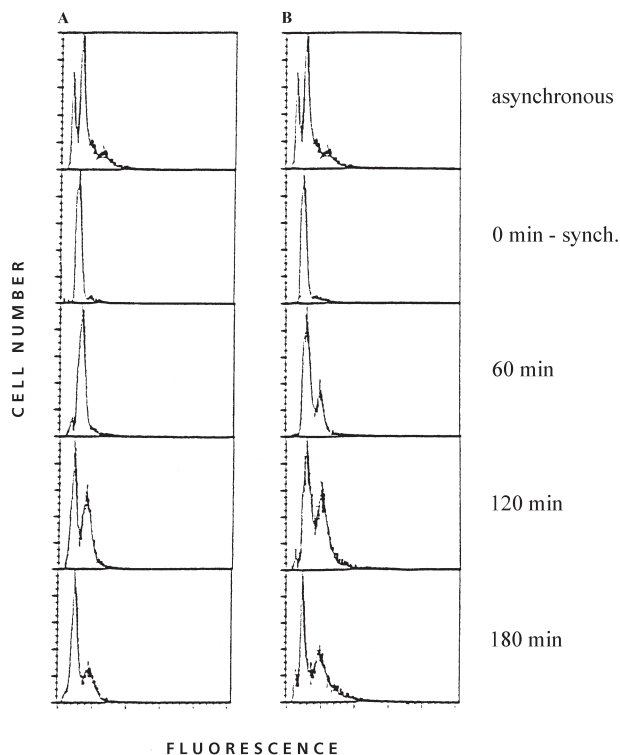 A B
asynchronous
0 min - synch.
60 min
120 min
180 min
CELL NUMBER
FLUORESCENCE